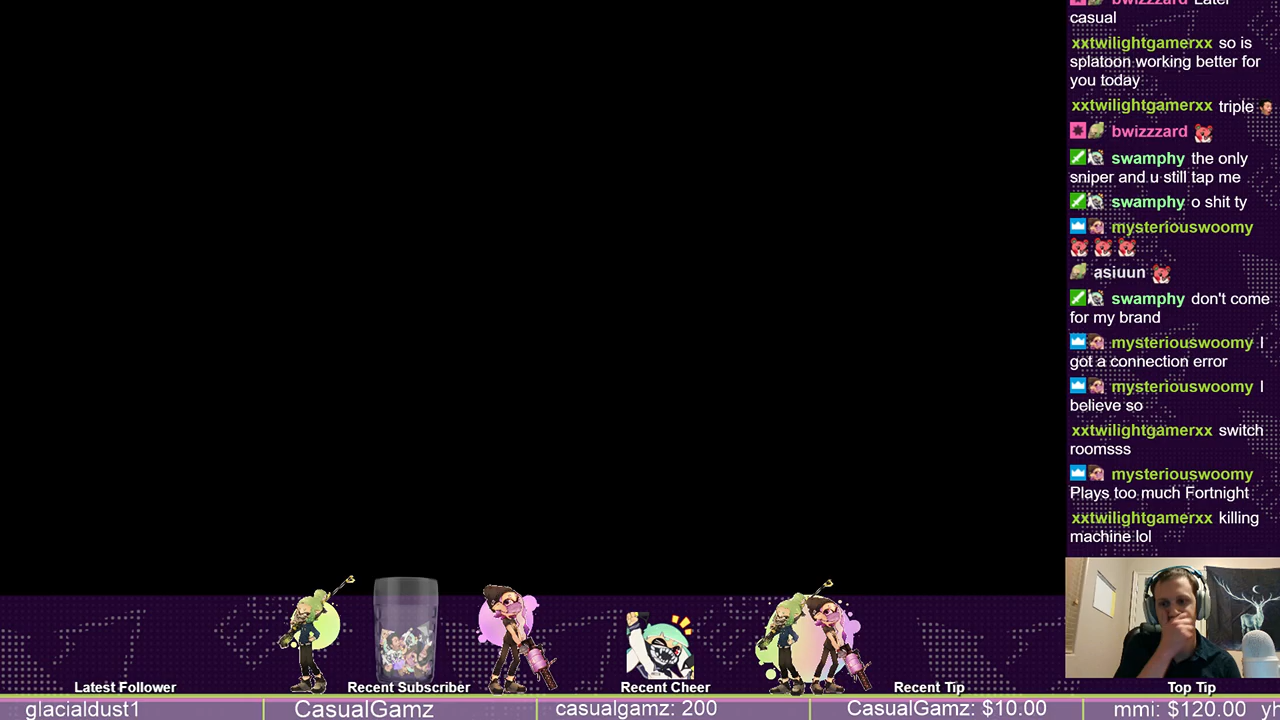 bwizzzard Later
casual
xxtwilightgamerxx so is
splatoon working better for
you today
xxtwilightgamerxx triple
bwizzzard
swamphy the only
sniper and u still tap me
swamphy o shit ty
mysteriouswoomy
asiuun
swamphy don't come
for my brand
mysteriouswoomy I
got a connection error
mysteriouswoomy I
believe so
xxtwilightgamerxx switch
roomsss
mysteriouswoomy
Plays too much Fortnight
xxtwilightgamerxx killing
machine lol
Latest Follower
Recent Subscriber
Recent Cheer
Recent Tip
Top Tip
glacialdust1
CasualGamz
casualgamz: 200
CasualGamz: $10.00
mmi: $120.00 yh